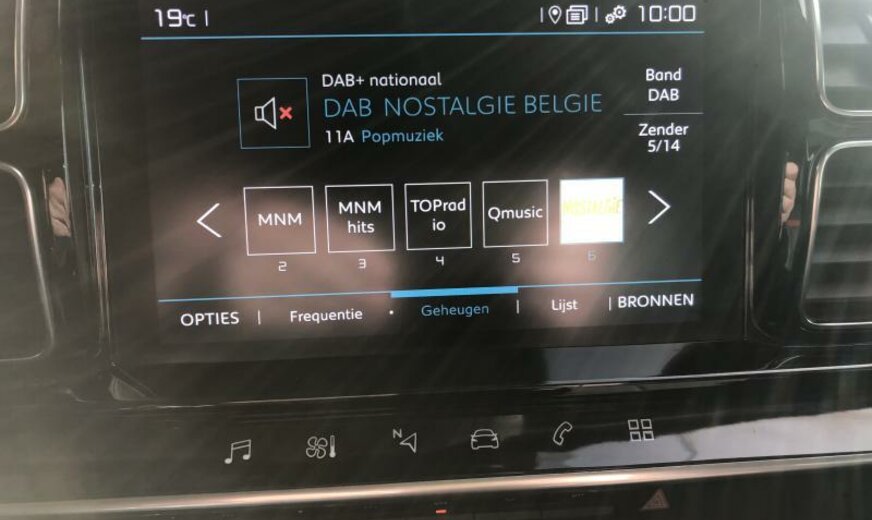 19°C |
| | 10:00
DAB+ nationaal
DAB NOSTALGIE BELGIE
11A Popmuziek
Band
DAB
Zender
5/14
MNM
MNM
hits
TOPrad
io
Qmusic
NOSTALGIE
2
3
4
5
6
OPTIES | Frequentie • Geheugen | Lijst | BRONNEN
N